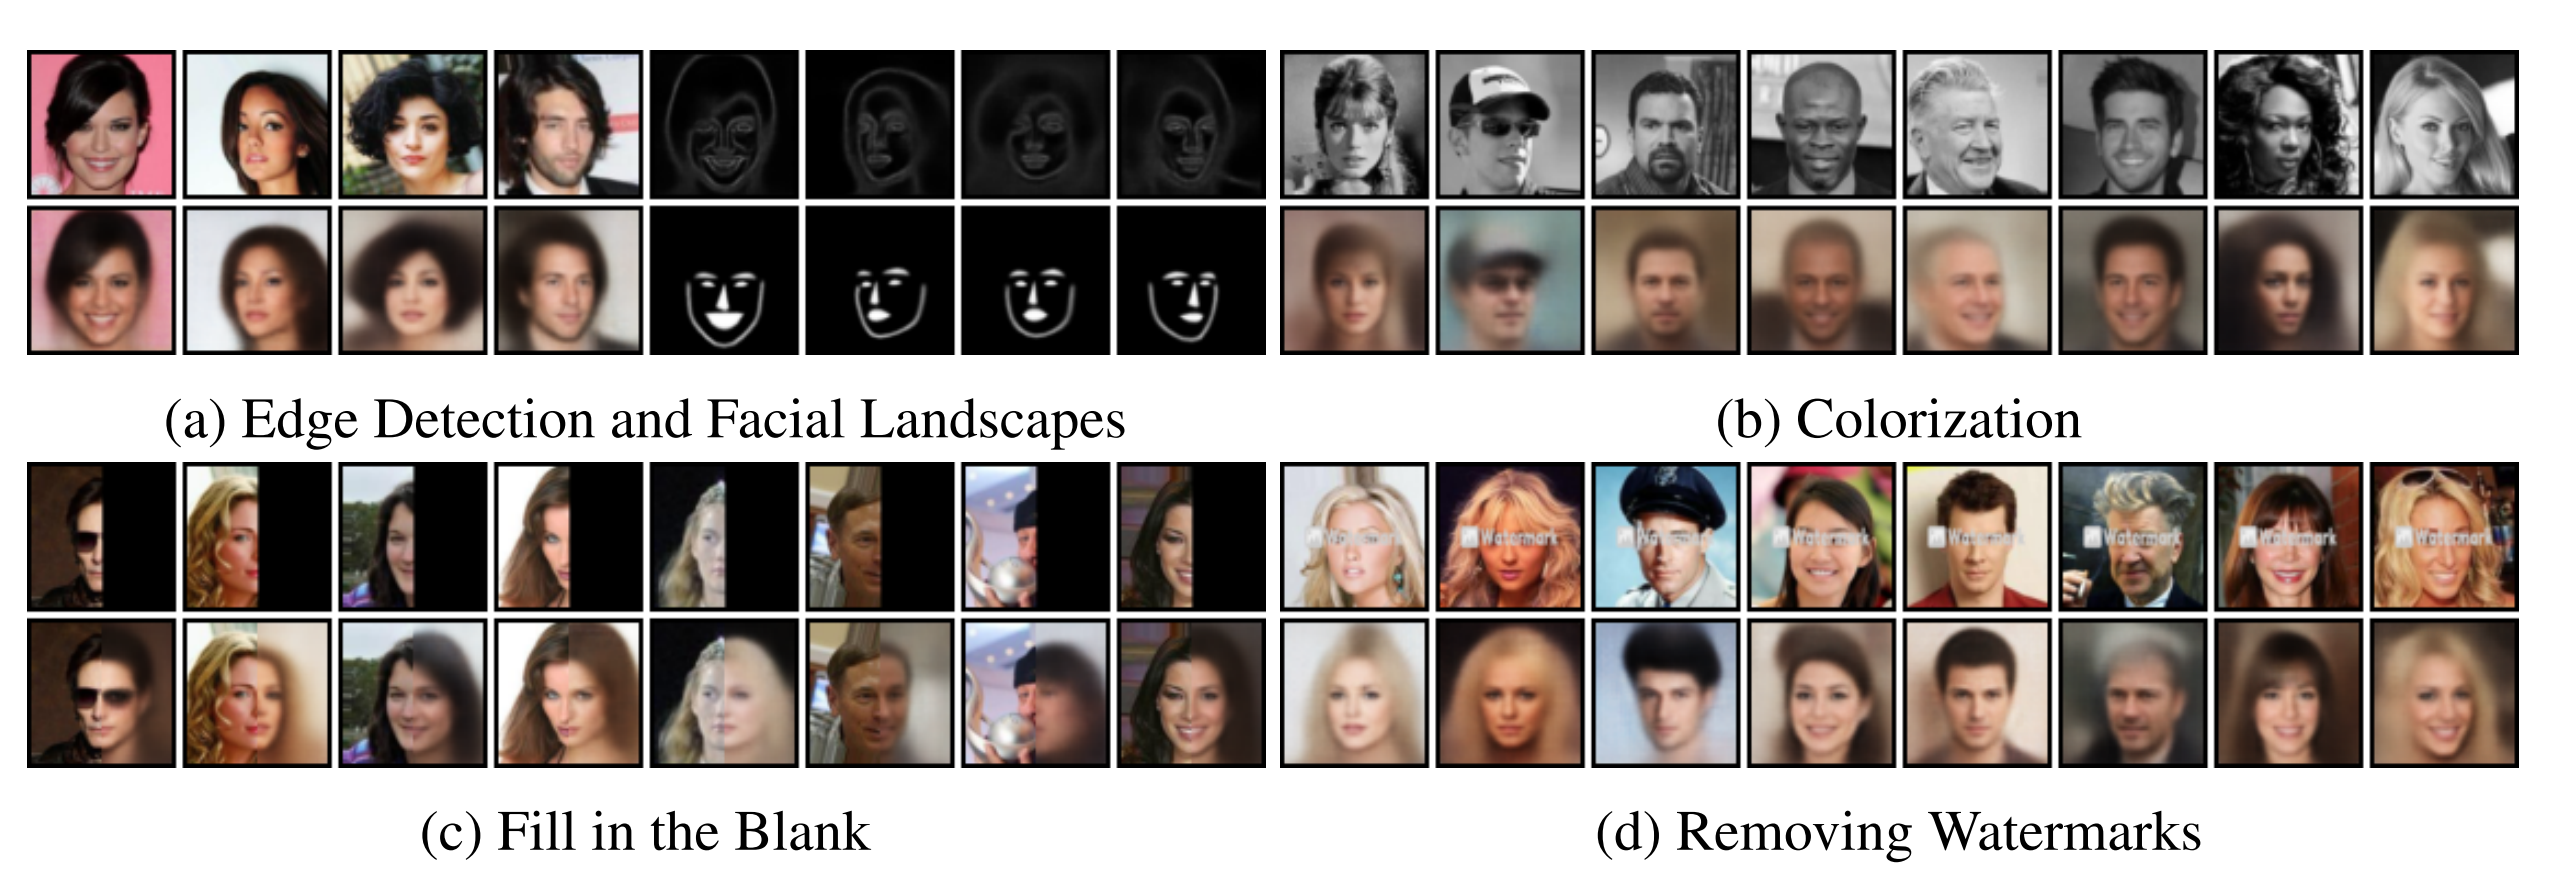 (a) Edge Detection and Facial Landscapes
(b) Colorization
Watermark
Watermark
Watermark
Watermark
Watermark
Watermark
Watermark
Watermark
(c) Fill in the Blank
(d) Removing Watermarks